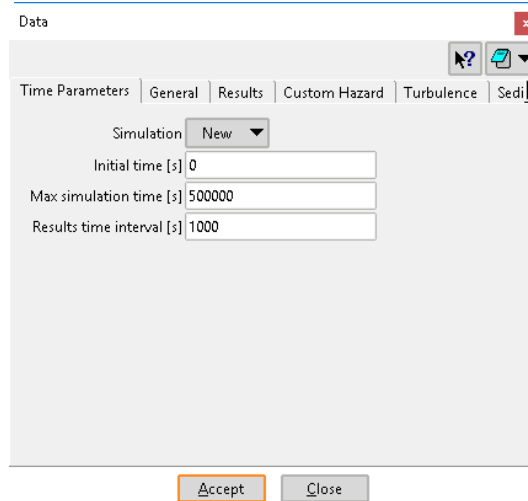 Data
Time Parameters General Results Custom Hazard Turbulence Sedi
Simulation New
Initial time [s] 0
Max simulation time [s] 500000
Results time interval [s] 1000
Accept Close